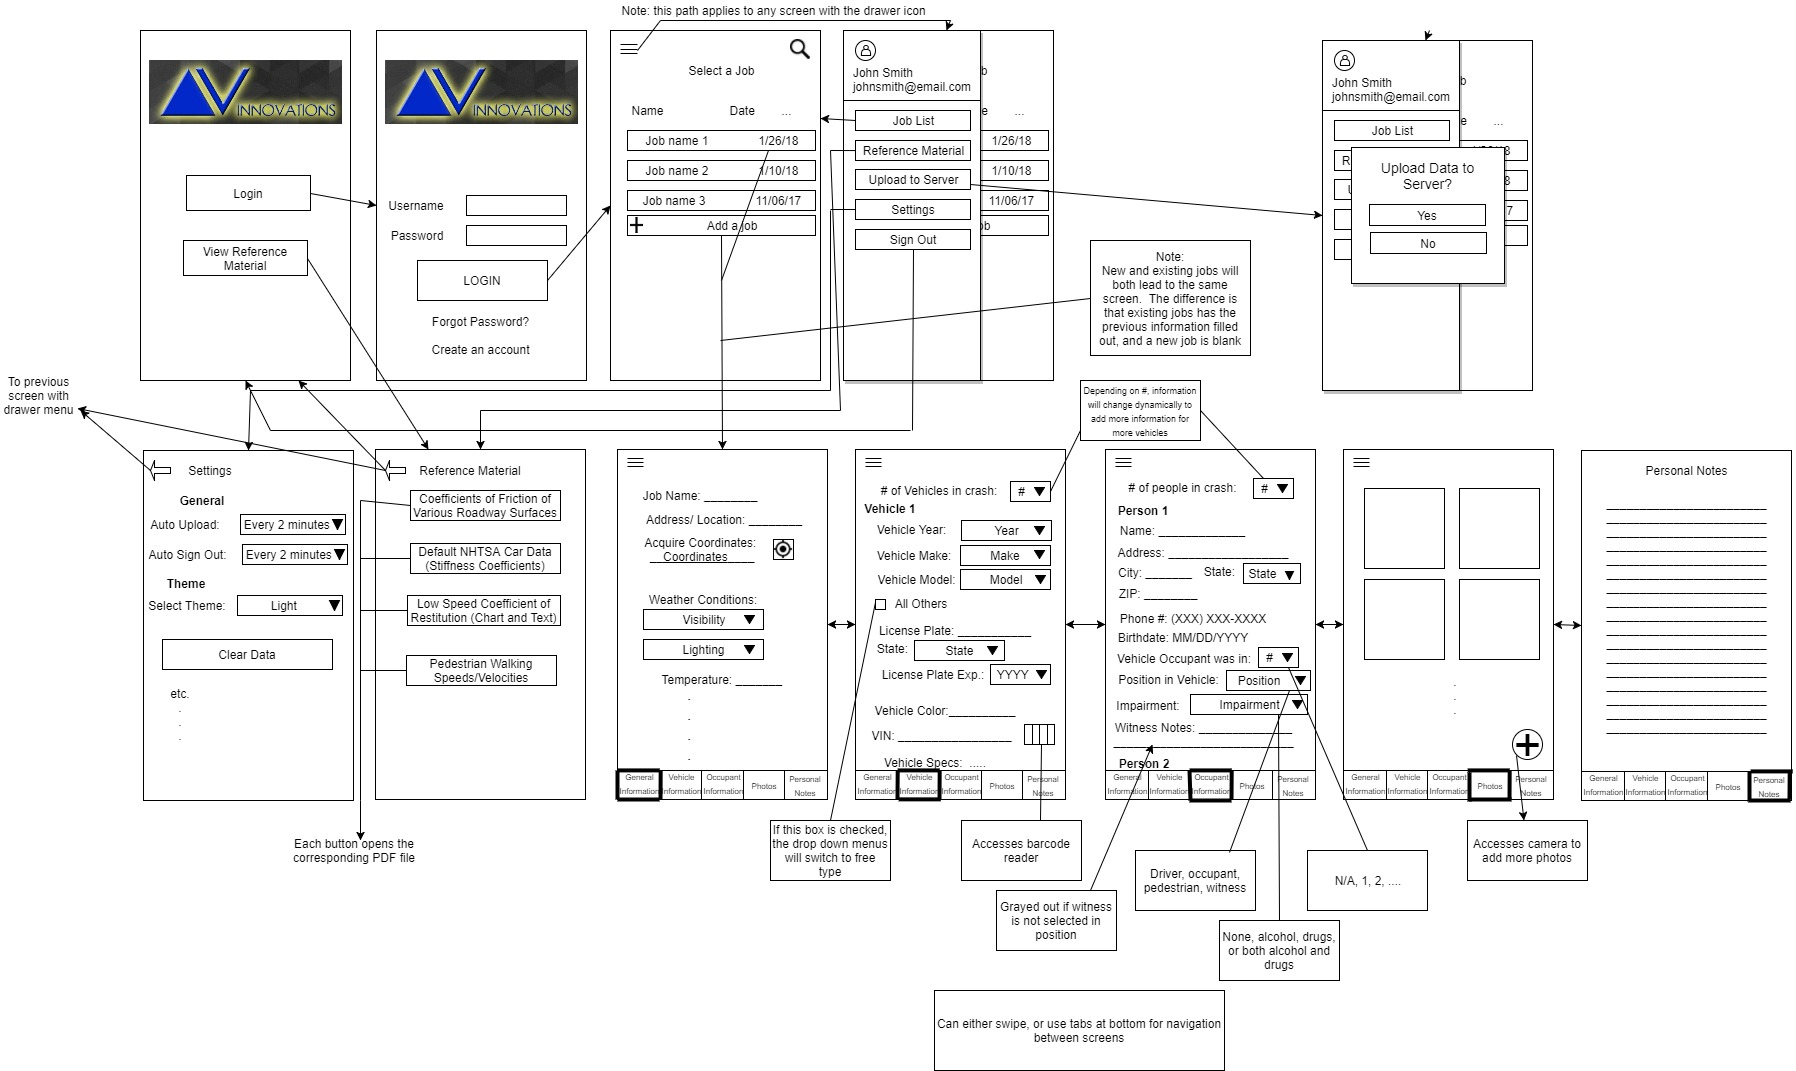 Note: this path applies to any screen with the drawer icon
INNOVATIONS
Login
View Reference
Material
INNOVATIONS
Username
Password
LOGIN
Forgot Password?
Create an account
Select a Job
Name Date ...
Job name 1 1/26/18
Job name 2 1/10/18
Job name 3 11/06/17
Add a job
John Smith
johnsmith@email.com
Job List
Reference Material
Upload to Server
Settings
Sign Out
b
e ...
1/26/18
1/10/18
11/06/17
ob
Note:
New and existing jobs will
both lead to the same
screen. The difference is
that existing jobs has the
previous information filled
out, and a new job is blank
John Smith
johnsmith@email.com
Job List
b
e ...
R
U
8
8
7
Upload Data to
Server?
Yes
No
To previous
screen with
drawer menu
Settings
General
Auto Upload: Every 2 minutes
Auto Sign Out: Every 2 minutes
Theme
Select Theme: Light
Clear Data
etc.
.
.
.
Reference Material
Coefficients of Friction of
Various Roadway Surfaces
Default NHTSA Car Data
(Stiffness Coefficients)
Low Speed Coefficient of
Restitution (Chart and Text)
Pedestrian Walking
Speeds/Velocities
Each button opens the
corresponding PDF file
Job Name: ________
Address/ Location: ________
Acquire Coordinates:
Coordinates
Weather Conditions:
Visibility
Lighting
Temperature: _______
.
.
.
.
General
Information
Vehicle
Information
Occupant
Information
Photos
Personal
Notes
Depending on #, information
will change dynamically to
add more information for
more vehicles
# of Vehicles in crash: #
Vehicle 1
Vehicle Year: Year
Vehicle Make: Make
Vehicle Model: Model
All Others
License Plate: ___________
State: State
License Plate Exp.: YYYY
Vehicle Color:__________
VIN: _________________
Vehicle Specs: .....
General
Information
Vehicle
Information
Occupant
Information
Photos
Personal
Notes
If this box is checked,
the drop down menus
will switch to free
type
Accesses barcode
reader
# of people in crash: #
Person 1
Name: _____________
Address: __________________
City: _______ State: State
ZIP: ________
Phone #: (XXX) XXX-XXXX
Birthdate: MM/DD/YYYY
Vehicle Occupant was in: #
Position in Vehicle: Position
Impairment: Impairment
Witness Notes: ______________
___________________________
Person 2
General
Information
Vehicle
Information
Occupant
Information
Photos
Personal
Notes
Grayed out if witness
is not selected in
position
Driver, occupant,
pedestrian, witness
None, alcohol, drugs,
or both alcohol and
drugs
N/A, 1, 2, ....
.
.
.
General
Information
Vehicle
Information
Occupant
Information
Photos
Personal
Notes
Accesses camera to
add more photos
Personal Notes
General
Information
Vehicle
Information
Occupant
Information
Photos
Personal
Notes
Can either swipe, or use tabs at bottom for navigation
between screens